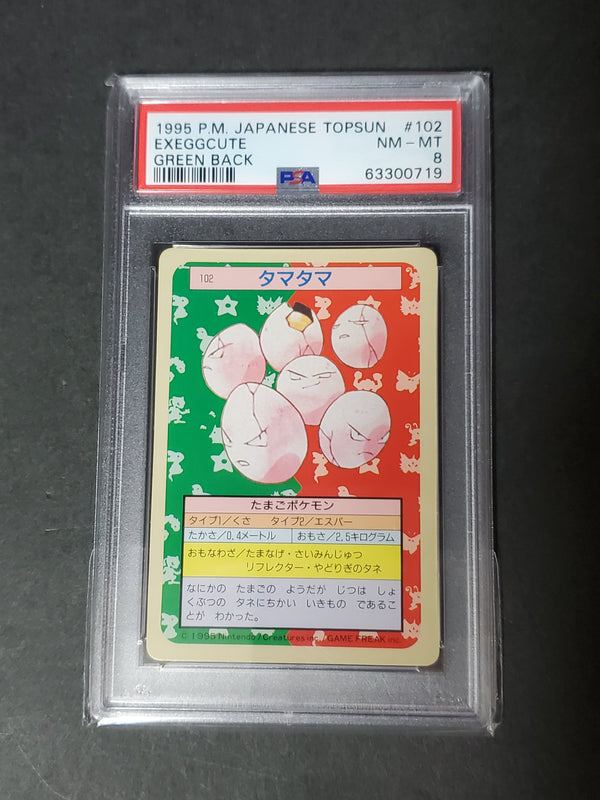 1995 P.M. JAPANESE TOPSUN #102
EXEGGCUTE NM-MT
GREEN BACK 8
PSA 63300719
102 タマタマ
たまごポケモン
タイプ1/くさ タイプ2/エスパー
たかさ/0.4メートル おもさ/2.5キログラム
おもなわざ/たまなげ・さいみんじゅつ
リフレクター・やどりぎのタネ
なにかの たまごの ようだが じつは しょ
くぶつの タネにちかい いきもの であるこ
とが わかった。
© 1995 Nintendo/Creatures inc./GAME FREAK inc.